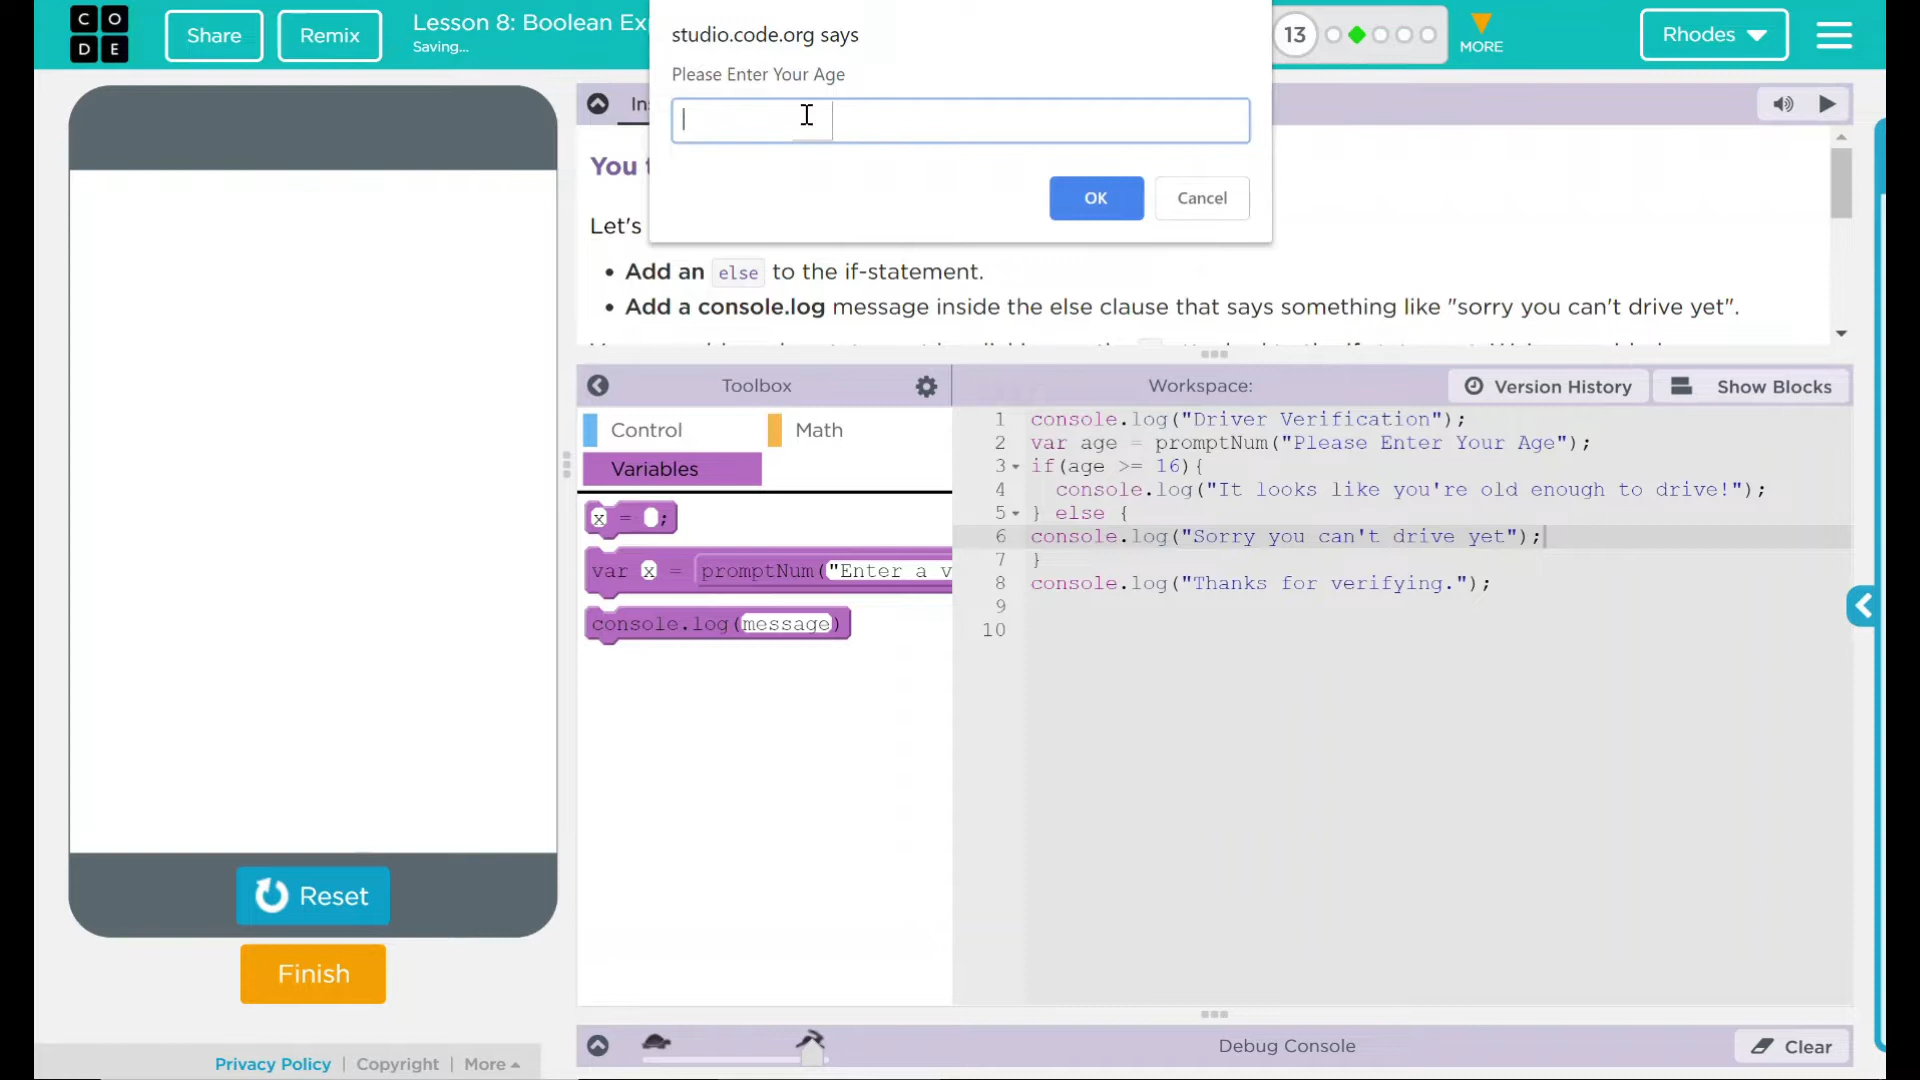 CO
DE
Share
Remix
Lesson 8: Boolean Ex
Saving...
studio.code.org says
Please Enter Your Age
OK
Cancel
13
MORE
Rhodes
In
You
Let's
• Add an else to the if-statement.
• Add a console.log message inside the else clause that says something like "sorry you can't drive yet".
Toolbox
Workspace:
Version History
Show Blocks
Control
Math
Variables
x = ;
var x = promptNum("Enter a v
console.log(message)
1 console.log("Driver Verification");
2 var age = promptNum("Please Enter Your Age");
3 if(age >= 16){
4 console.log("It looks like you're old enough to drive!");
5 } else {
6 console.log("Sorry you can't drive yet");
7 }
8 console.log("Thanks for verifying.");
9
10
Reset
Finish
Debug Console
Clear
Privacy Policy | Copyright | More